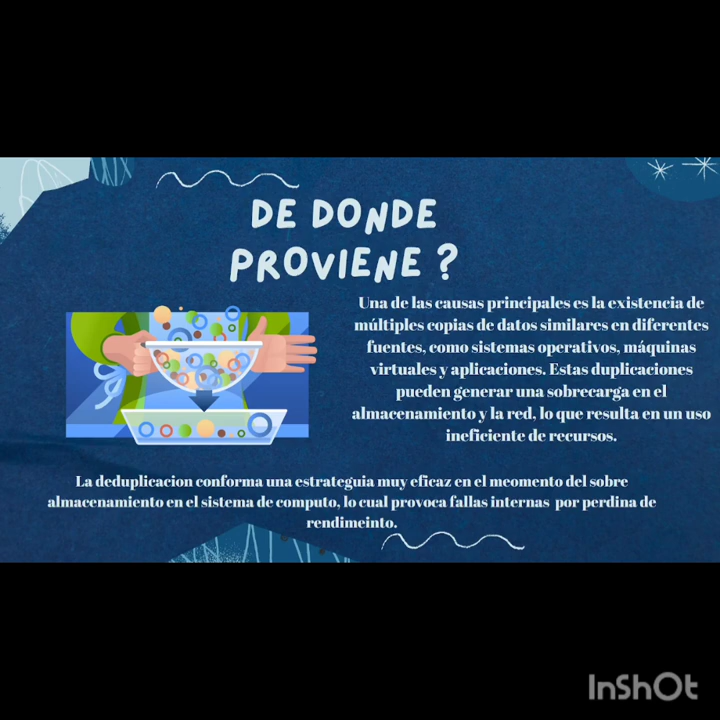 DE DONDE
PROVIENE ?
Una de las causas principales es la existencia de
múltiples copias de datos similares en diferentes
fuentes, como sistemas operativos, máquinas
virtuales y aplicaciones. Estas duplicaciones
pueden generar una sobrecarga en el
almacenamiento y la red, lo que resulta en un uso
ineficiente de recursos.
La deduplicacion conforma una estrateguia muy eficaz en el meomento del sobre
almacenamiento en el sistema de computo, lo cual provoca fallas internas por perdina de
rendimeinto.
InShOt